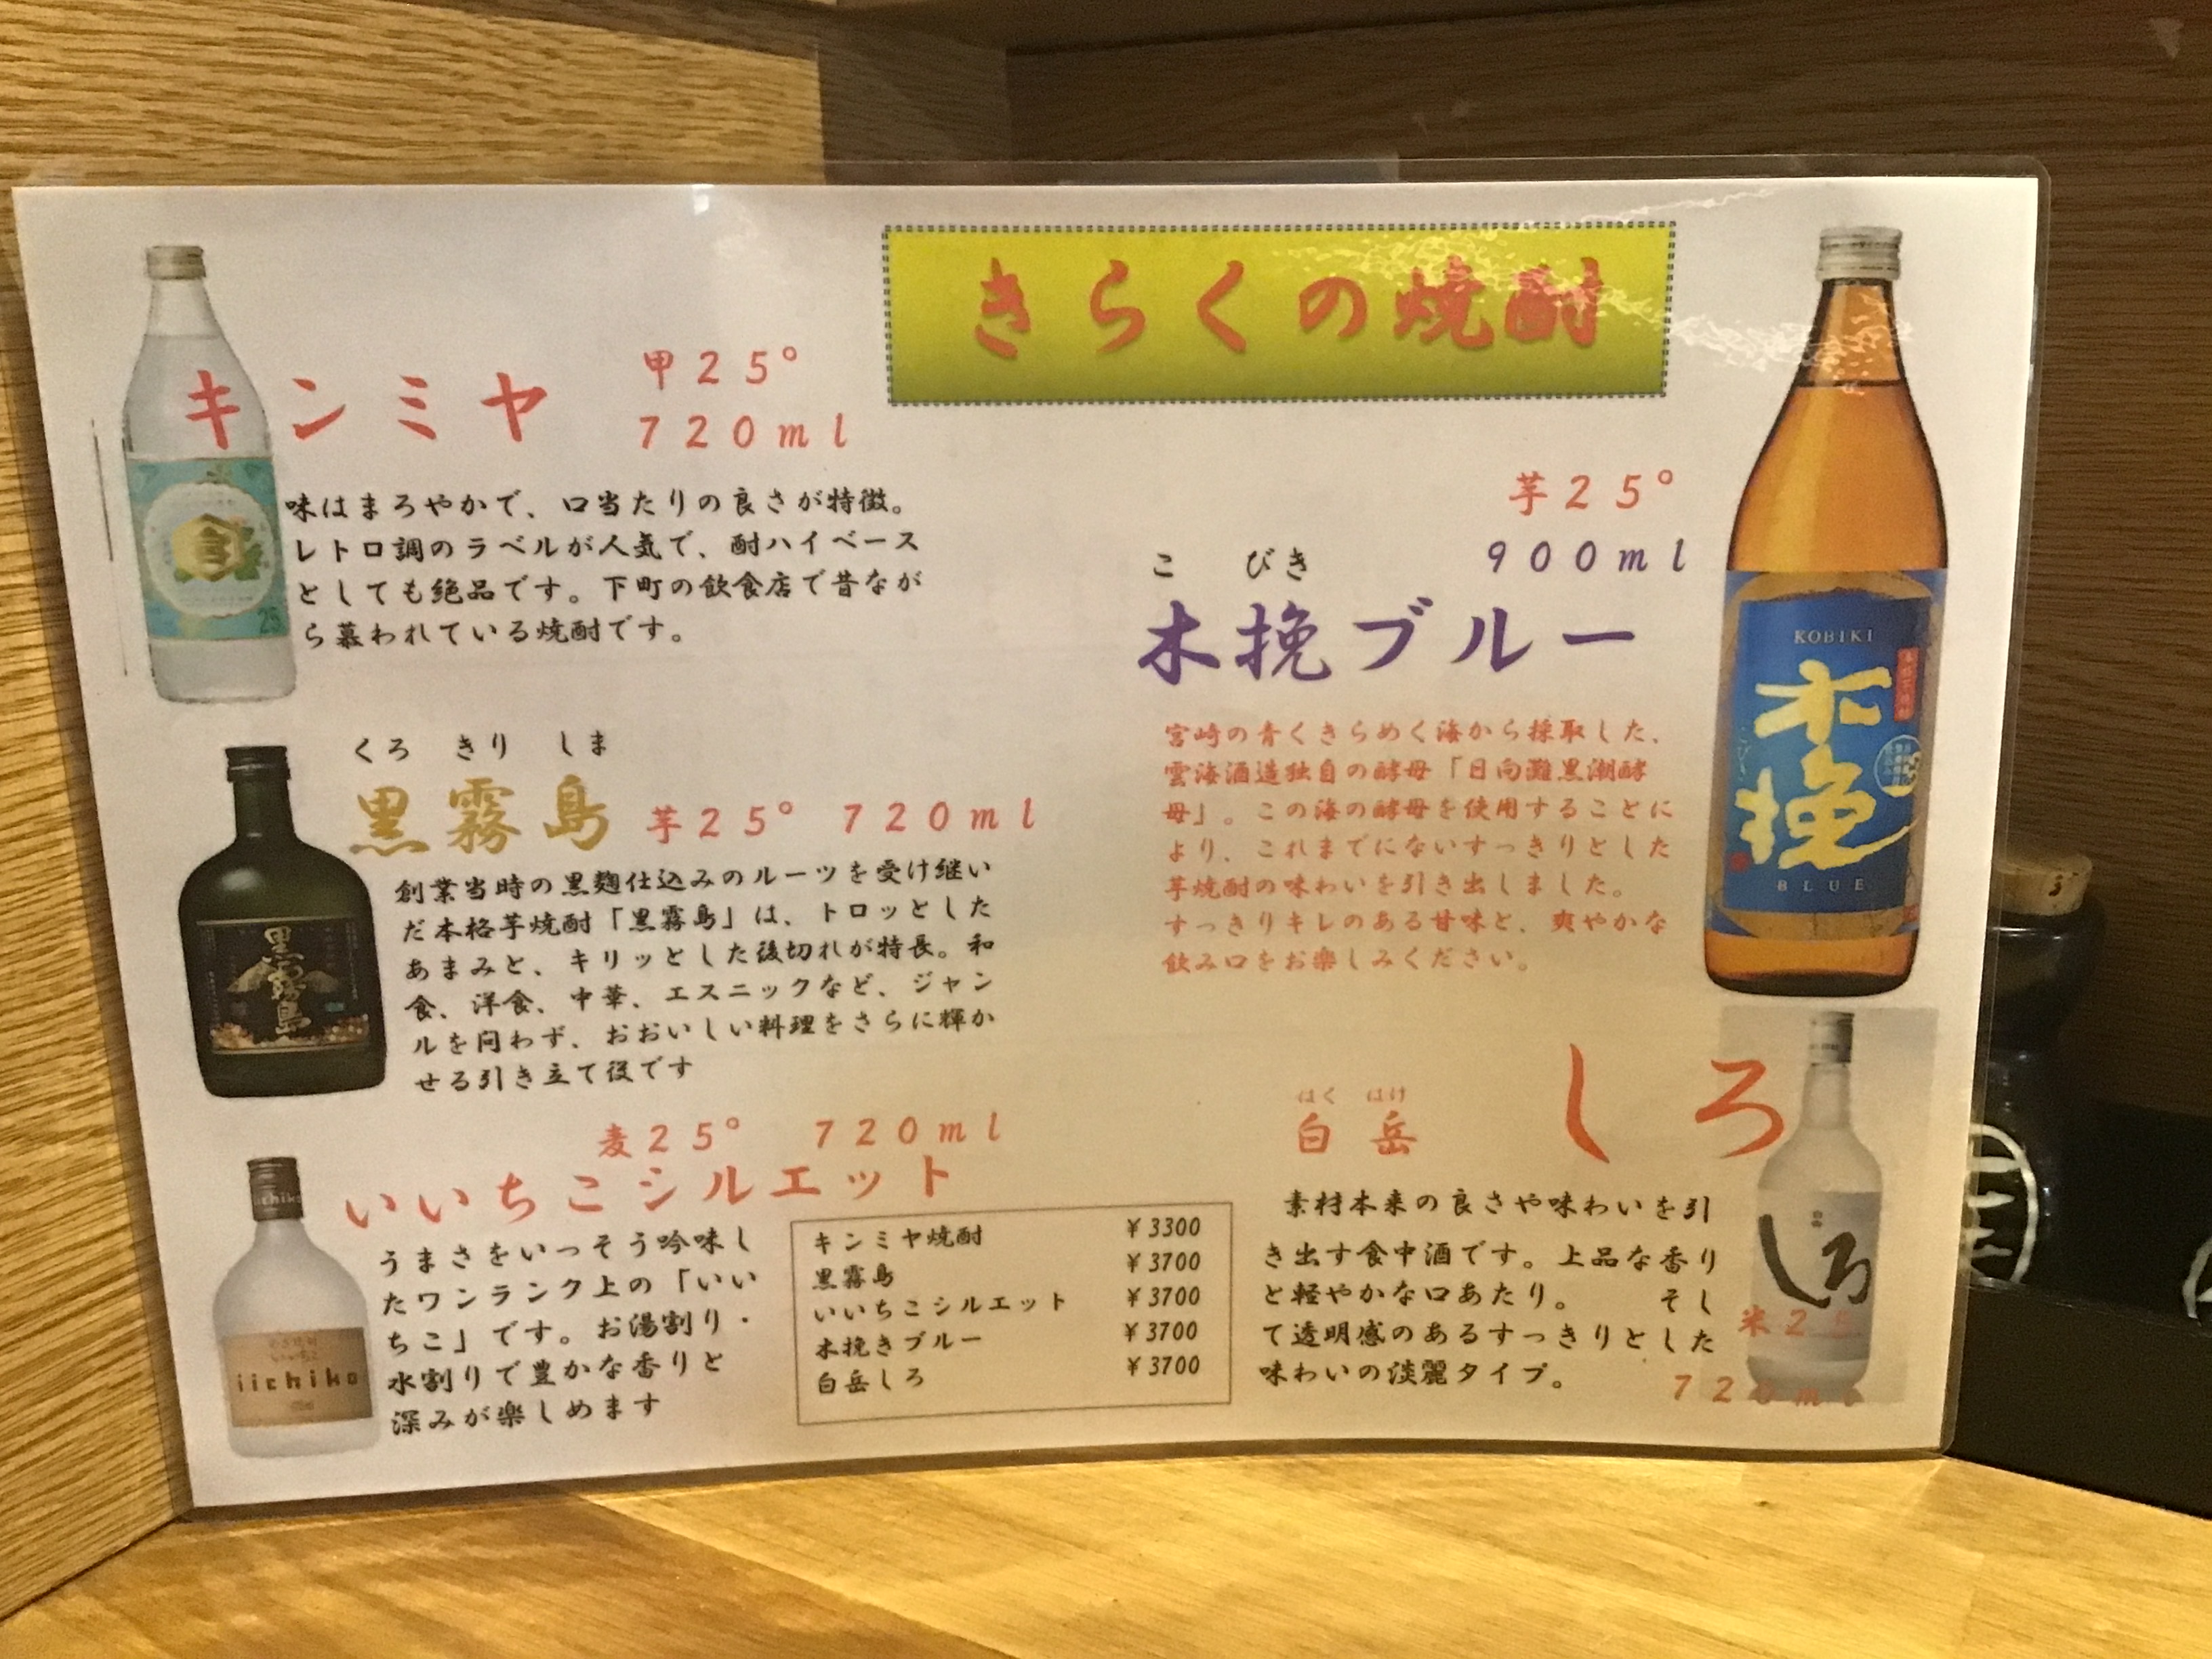 きらくの焼酎
キンミヤ
甲25°
720ml
味はまろやかで、口当たりの良さが特徴。
レトロ調のラベルが人気で、酎ハイベース
としても絶品です。下町の飲食店で昔なが
ら慕われている焼酎です。
25
くろ きり しま
黒霧島 芋25° 720ml
創業当時の黒麹仕込みのルーツを受け継い
だ本格芋焼酎「黒霧島」は、トロッとした
あまみと、キリッとした後切れが特長。和
食、洋食、中華、エスニックなど、ジャン
ルを問わず、おおいしい料理をさらに輝か
せる引き立て役です
黒霧島
麦25° 720ml
いいちこシルエット
うまさをいっそう吟味し
たワンランク上の「いい
ちこ」です。お湯割り・
水割りで豊かな香りと
深みが楽しめます
iichiko
iichiko
キンミヤ焼酎 ¥3300
黒霧島 ¥3700
いいちこシルエット ¥3700
木挽きブルー ¥3700
白岳しろ ¥3700
芋25°
900ml
こ びき
木挽ブルー
宮崎の青くきらめく海から採取した、
雲海酒造独自の酵母「日向灘黒潮酵
母」。この海の酵母を使用することに
より、これまでにないすっきりとした
芋焼酎の味わいを引き出しました。
すっきりキレのある甘味と、爽やかな
飲み口をお楽しみください。
KOBIKI
木挽
BLUE
はく はけ
白岳 しろ
素材本来の良さや味わいを引
き出す食中酒です。上品な香り
と軽やかな口あたり。 そし
て透明感のあるすっきりとした
味わいの淡麗タイプ。
しろ
米25
720ml